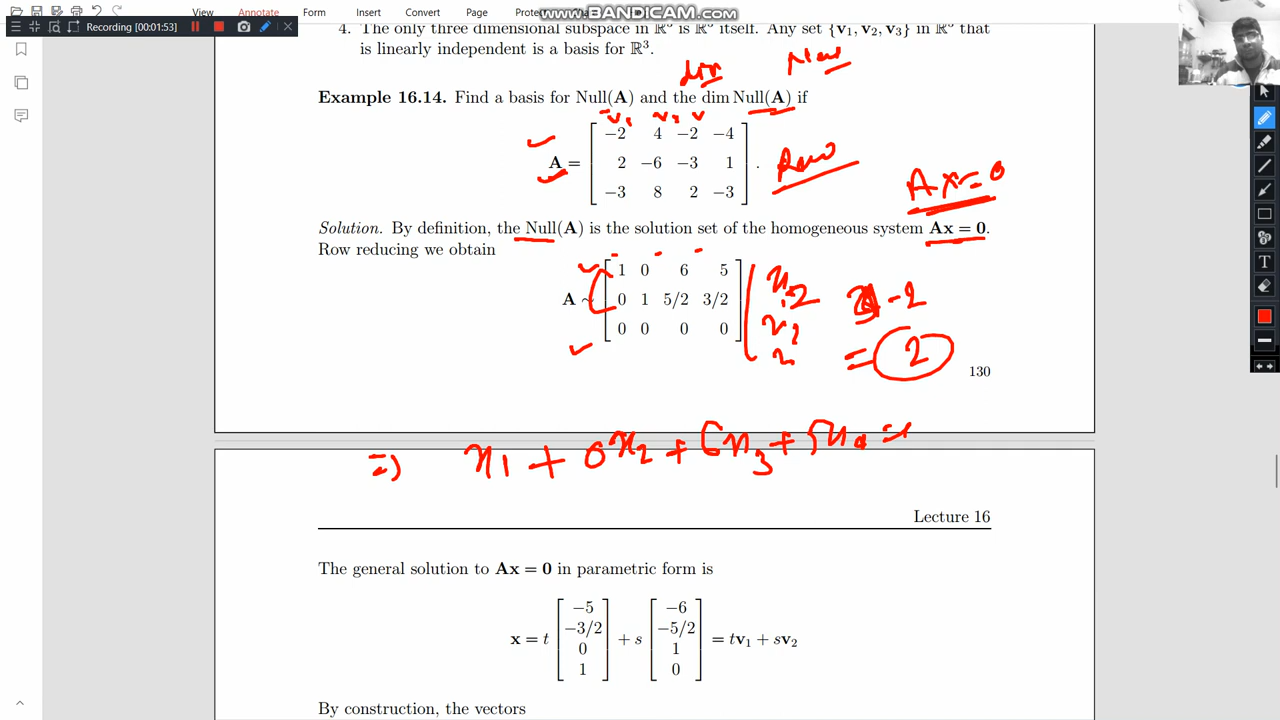 View Annotate Form Insert Convert Prote www.BANDICAM.com
Recording [00:01:53]
4. The only three dimensional subspace in ℝ³ is ℝ³ itself. Any set {v₁, v₂, v₃} in ℝ³ that
is linearly independent is a basis for ℝ³.
Example 16.14. Find a basis for Null(A) and the dim Null(A) if
A = [ −2 4 −2 −4
2 −6 −3 1
−3 8 2 −3 ] .
Ax=0
Solution. By definition, the Null(A) is the solution set of the homogeneous system Ax = 0.
Row reducing we obtain
A ∼ [ 1 0 6 5
0 1 5/2 3/2
0 0 0 0 ]
-2
= 2
130
⇒ x1 + 0x2 + 6x3 + 5x4 =
Lecture 16
The general solution to Ax = 0 in parametric form is
x = t [ −5 −3/2 0 1 ] + s [ −6 −5/2 1 0 ] = tv₁ + sv₂
By construction, the vectors